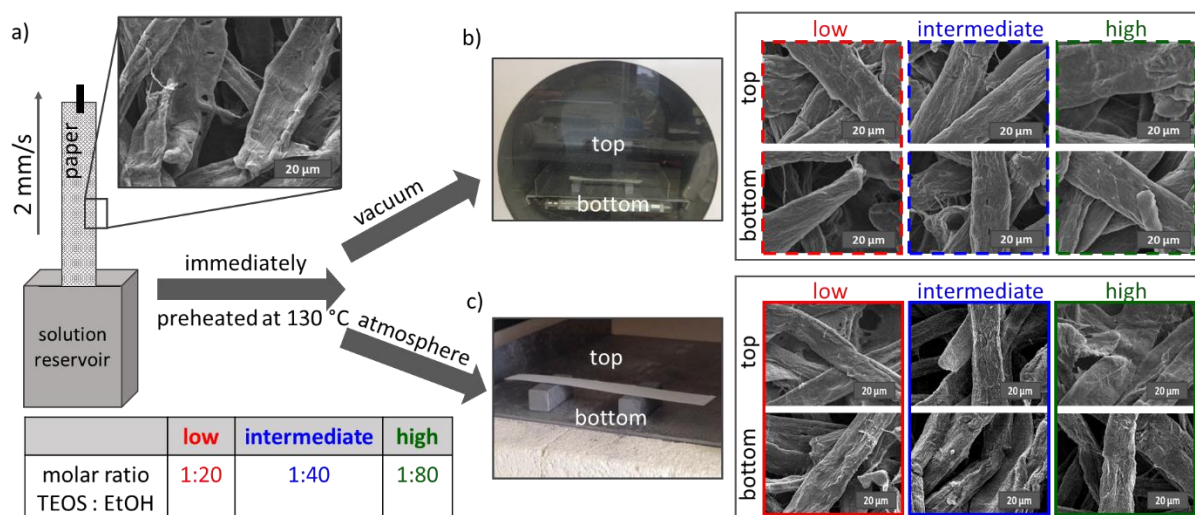 a)
2 mm/s
paper
20 µm
solution
reservoir
immediately
preheated at 130 °C
vacuum
atmosphere
low intermediate high
molar ratio
TEOS : EtOH
1:20 1:40 1:80
b)
top
bottom
low intermediate high
top
20 µm 20 µm 20 µm
bottom
20 µm 20 µm 20 µm
c)
top
bottom
low intermediate high
top
20 µm 20 µm 20 µm
bottom
20 µm 20 µm 20 µm